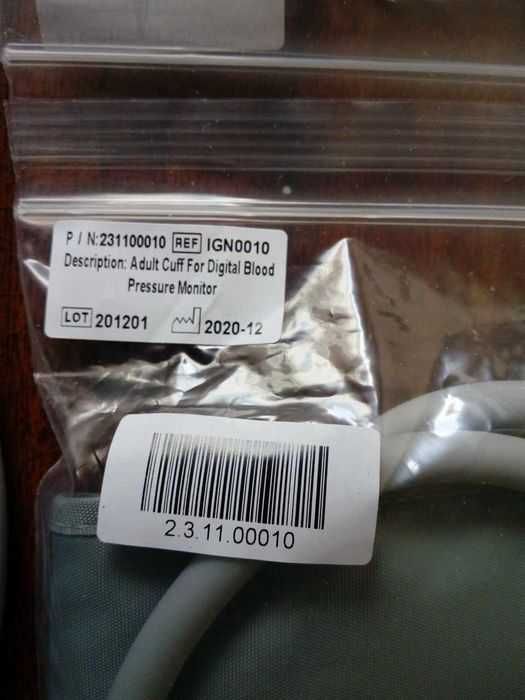 P / N:231100010 REF IGN0010
Description: Adult Cuff For Digital Blood
Pressure Monitor
LOT 201201 2020-12
2.3.11.00010